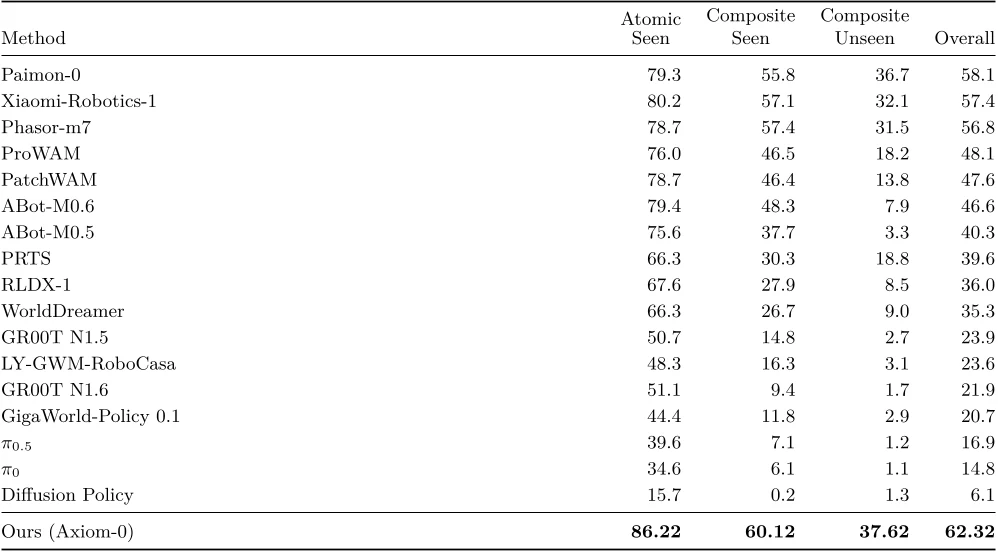 Method Atomic Seen Composite Seen Composite Unseen Overall
Paimon-0 79.3 55.8 36.7 58.1
Xiaomi-Robotics-1 80.2 57.1 32.1 57.4
Phasor-m7 78.7 57.4 31.5 56.8
ProWAM 76.0 46.5 18.2 48.1
PatchWAM 78.7 46.4 13.8 47.6
ABot-M0.6 79.4 48.3 7.9 46.6
ABot-M0.5 75.6 37.7 3.3 40.3
PRTS 66.3 30.3 18.8 39.6
RLDX-1 67.6 27.9 8.5 36.0
WorldDreamer 66.3 26.7 9.0 35.3
GR00T N1.5 50.7 14.8 2.7 23.9
LY-GWM-RoboCasa 48.3 16.3 3.1 23.6
GR00T N1.6 51.1 9.4 1.7 21.9
GigaWorld-Policy 0.1 44.4 11.8 2.9 20.7
π0.5 39.6 7.1 1.2 16.9
π0 34.6 6.1 1.1 14.8
Diffusion Policy 15.7 0.2 1.3 6.1
Ours (Axiom-0) 86.22 60.12 37.62 62.32